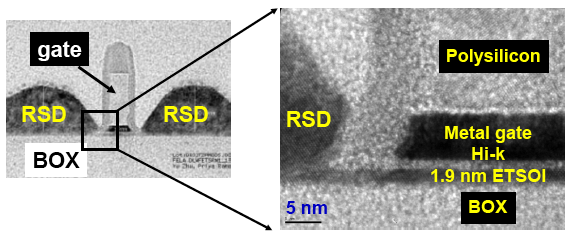 gate
RSD
RSD
BOX
Polysilicon
RSD
Metal gate
Hi-k
1.9 nm ETSOI
BOX
5 nm